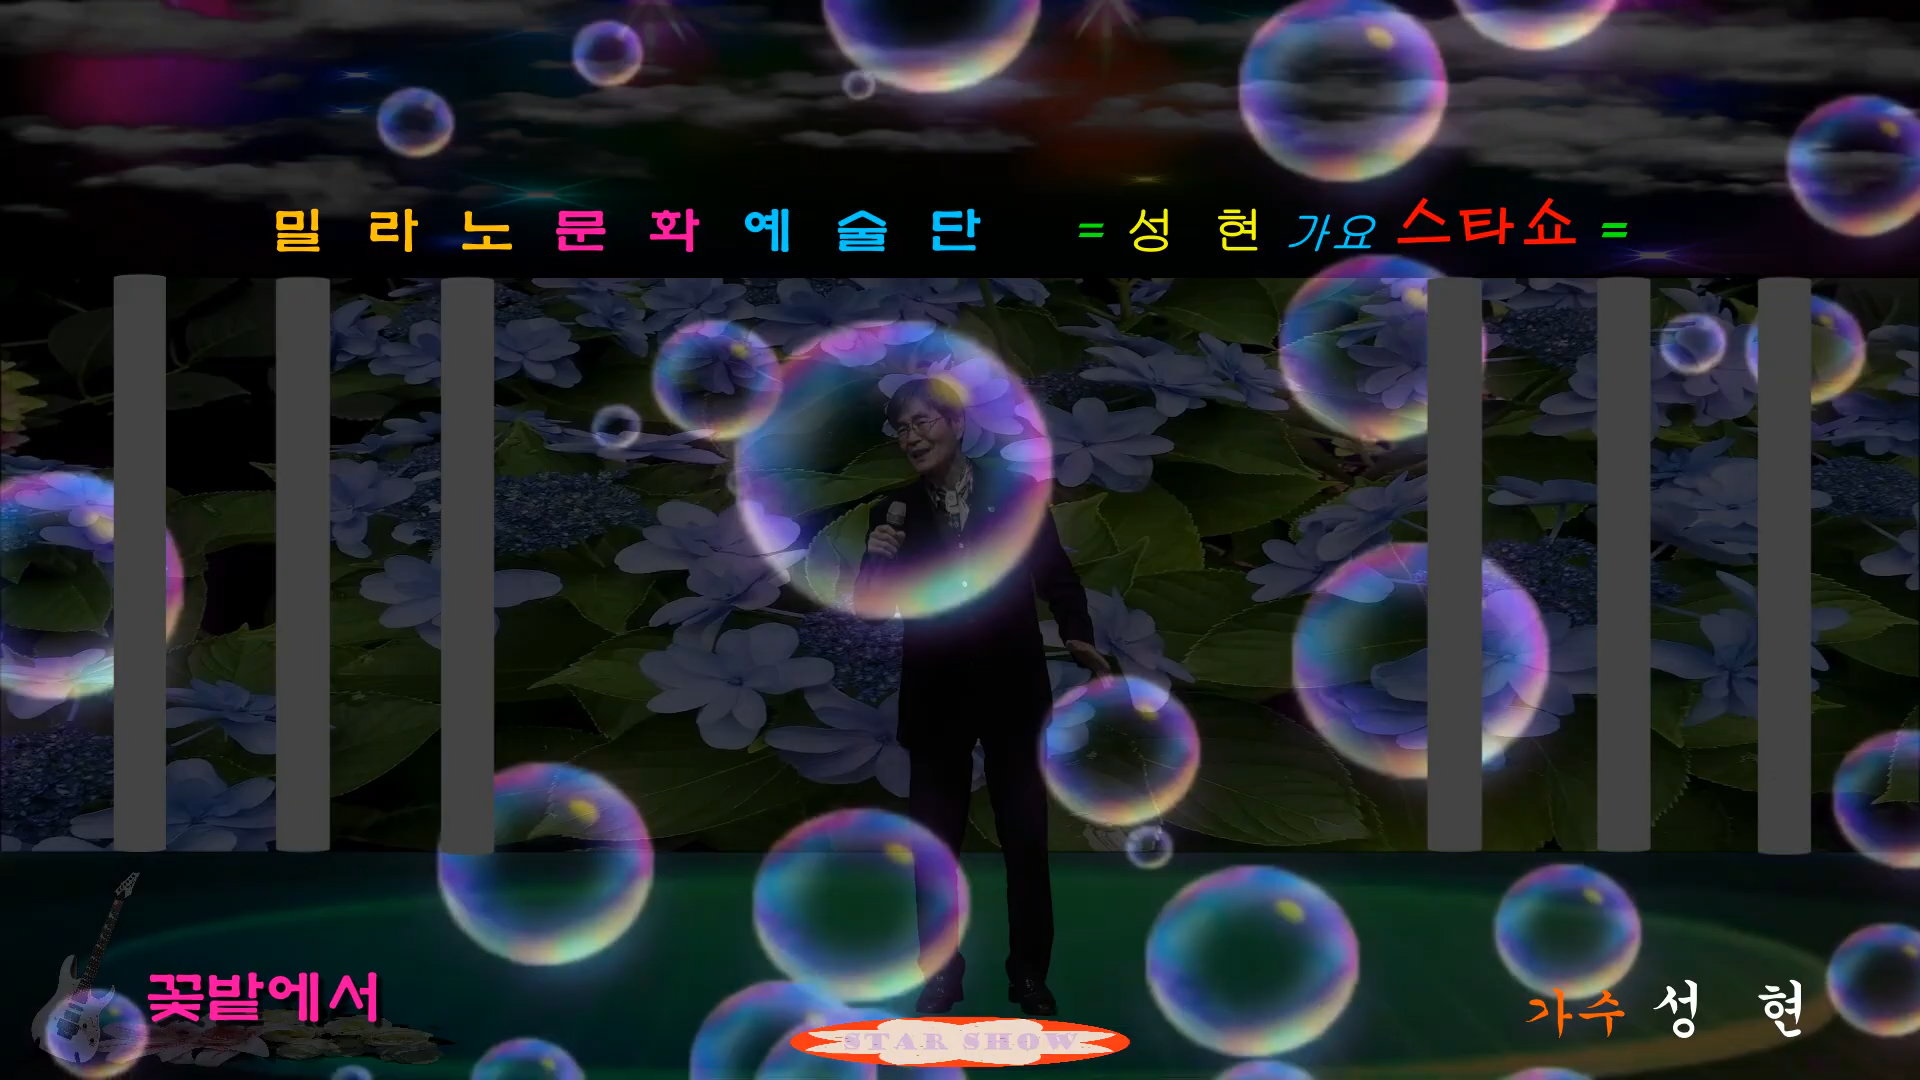 밀라노문화예술단 = 성현 가요 스타쇼 =
꽃밭에서
가수 성현
STAR SHOW